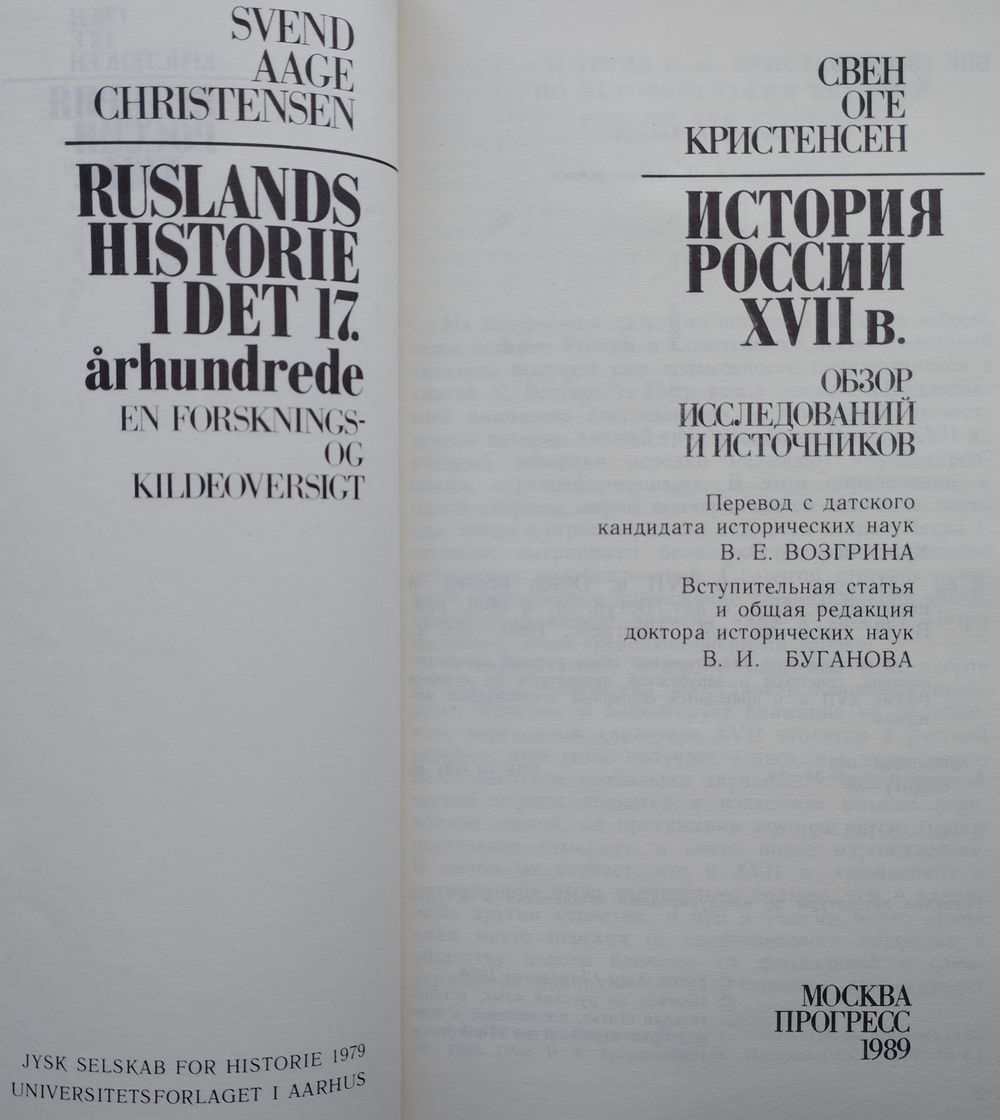 SVEND
AAGE
CHRISTENSEN
RUSLANDS
HISTORIE
I DET 17.
århundrede
EN FORSKNINGS-
OG
KILDEOVERSIGT
JYSK SELSKAB FOR HISTORIE 1979
UNIVERSITETSFORLAGET I AARHUS
СВЕН
ОГЕ
КРИСТЕНСЕН
ИСТОРИЯ
РОССИИ
XVII в.
ОБЗОР
ИССЛЕДОВАНИЙ
И ИСТОЧНИКОВ
Перевод с датского
кандидата исторических наук
В. Е. ВОЗГРИНА
Вступительная статья
и общая редакция
доктора исторических наук
В. И. БУГАНОВА
МОСКВА
ПРОГРЕСС
1989